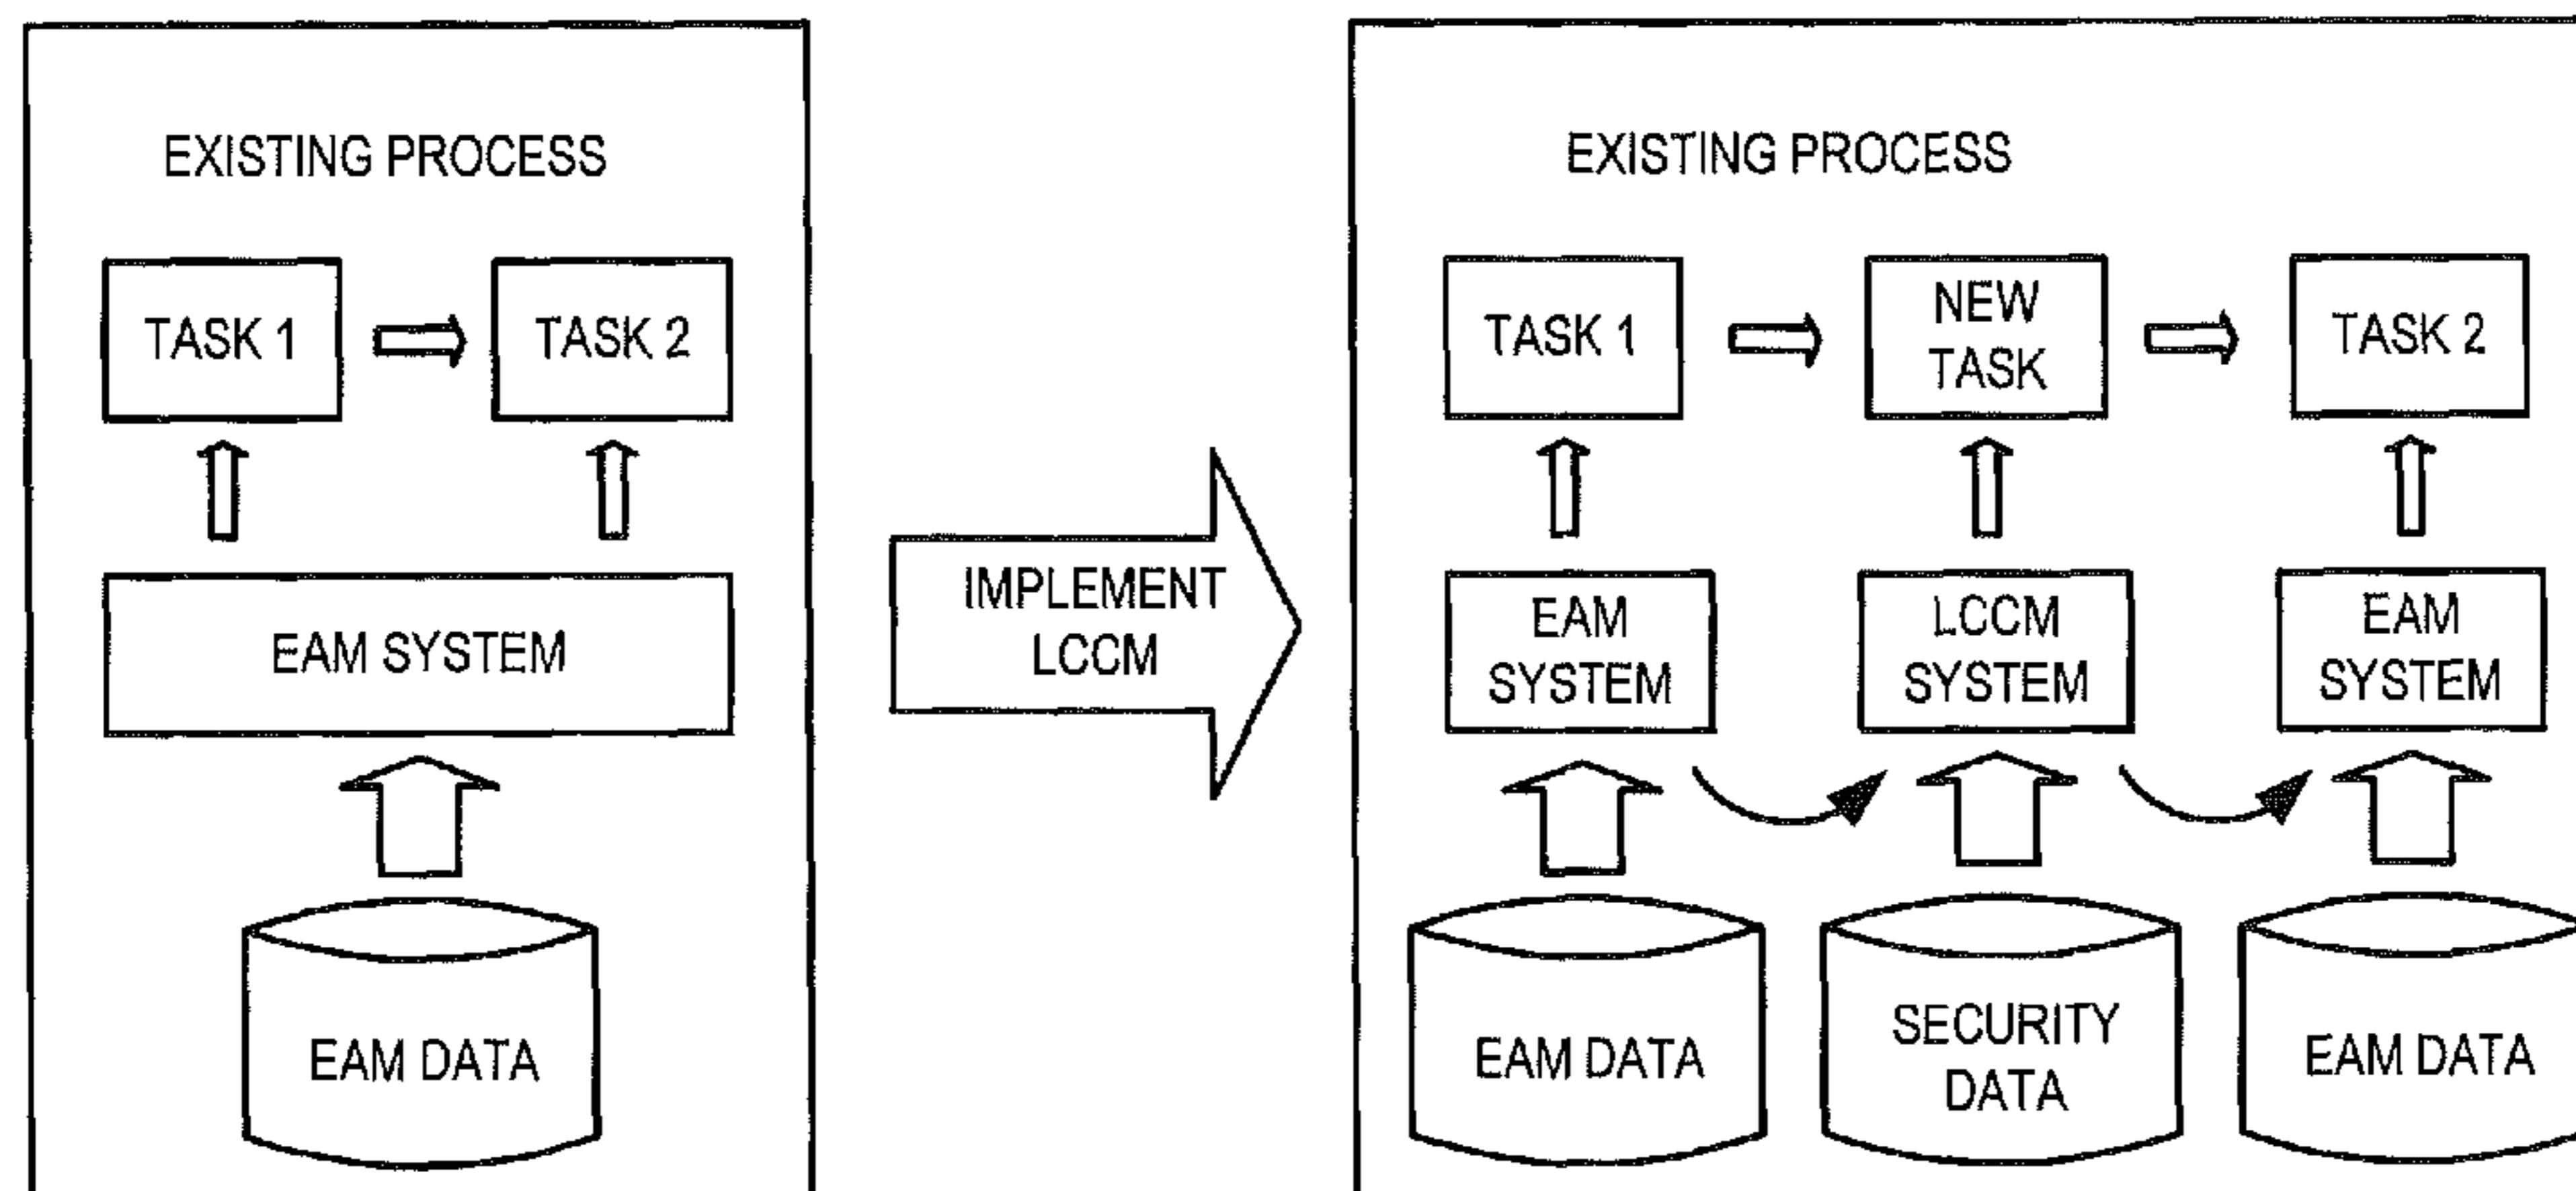 EXISTING PROCESS
TASK 1
TASK 2
EAM SYSTEM
EAM DATA
IMPLEMENT
LCCM
EXISTING PROCESS
TASK 1
NEW
TASK
TASK 2
EAM
SYSTEM
LCCM
SYSTEM
EAM
SYSTEM
EAM DATA
SECURITY
DATA
EAM DATA